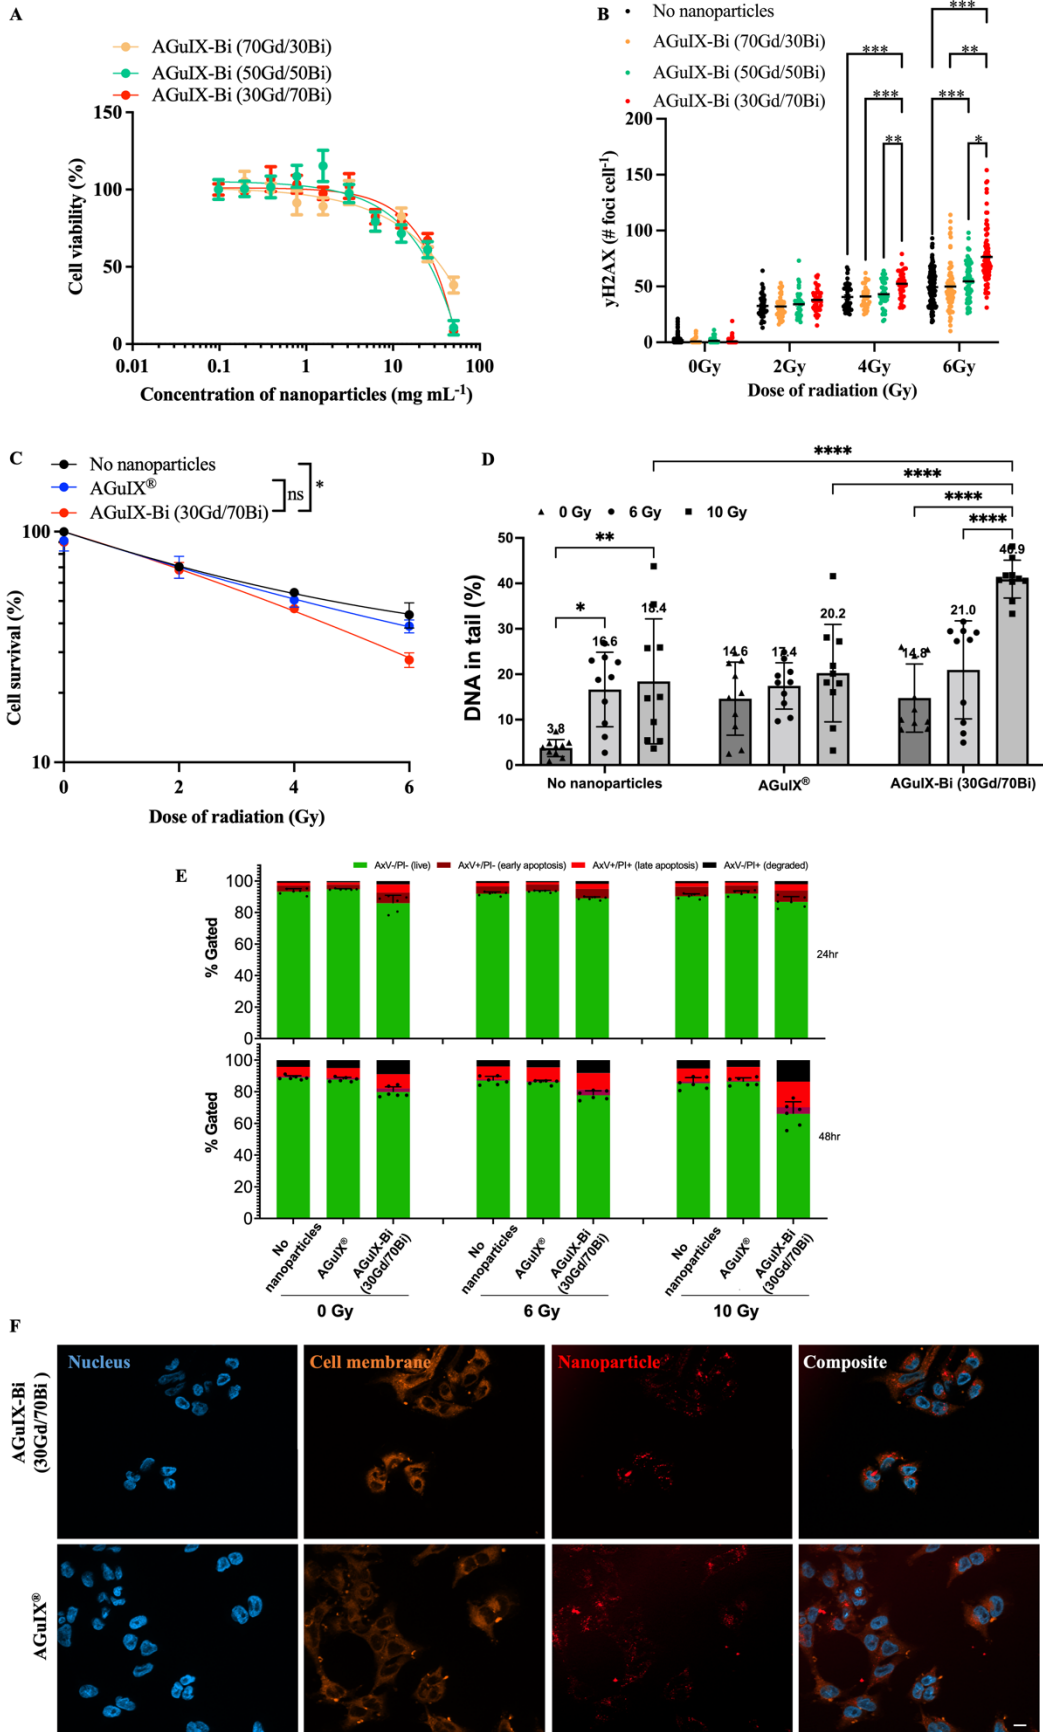 A
AGuIX-Bi (70Gd/30Bi)
AGuIX-Bi (50Gd/50Bi)
AGuIX-Bi (30Gd/70Bi)
Cell viability (%)
150
100
50
0
0.01
0.1
1
10
100
Concentration of nanoparticles (mg mL⁻¹)
B
No nanoparticles
AGuIX-Bi (70Gd/30Bi)
AGuIX-Bi (50Gd/50Bi)
AGuIX-Bi (30Gd/70Bi)
***
**
***
***
***
**
*
yH2AX (# foci cell⁻¹)
200
150
100
50
0
0Gy
2Gy
4Gy
6Gy
Dose of radiation (Gy)
C
No nanoparticles
AGuIX®
AGuIX-Bi (30Gd/70Bi)
ns
*
Cell survival (%)
100
10
0
2
4
6
Dose of radiation (Gy)
D
****
****
****
****
**
*
0 Gy
6 Gy
10 Gy
DNA in tail (%)
50
40
30
20
10
0
3.8
16.6
18.4
14.6
17.4
20.2
14.8
21.0
40.9
No nanoparticles
AGuIX®
AGuIX-Bi (30Gd/70Bi)
E
AxV-/PI- (live)
AxV+/PI- (early apoptosis)
AxV+/PI+ (late apoptosis)
AxV-/PI+ (degraded)
% Gated
100
80
60
40
20
0
24hr
% Gated
100
80
60
40
20
0
48hr
No
nanoparticles
AGuIX®
AGuIX-Bi
(30Gd/70Bi)
No
nanoparticles
AGuIX®
AGuIX-Bi
(30Gd/70Bi)
No
nanoparticles
AGuIX®
AGuIX-Bi
(30Gd/70Bi)
0 Gy
6 Gy
10 Gy
F
Nucleus
Cell membrane
Nanoparticle
Composite
AGuIX-Bi
(30Gd/70Bi )
AGuIX®